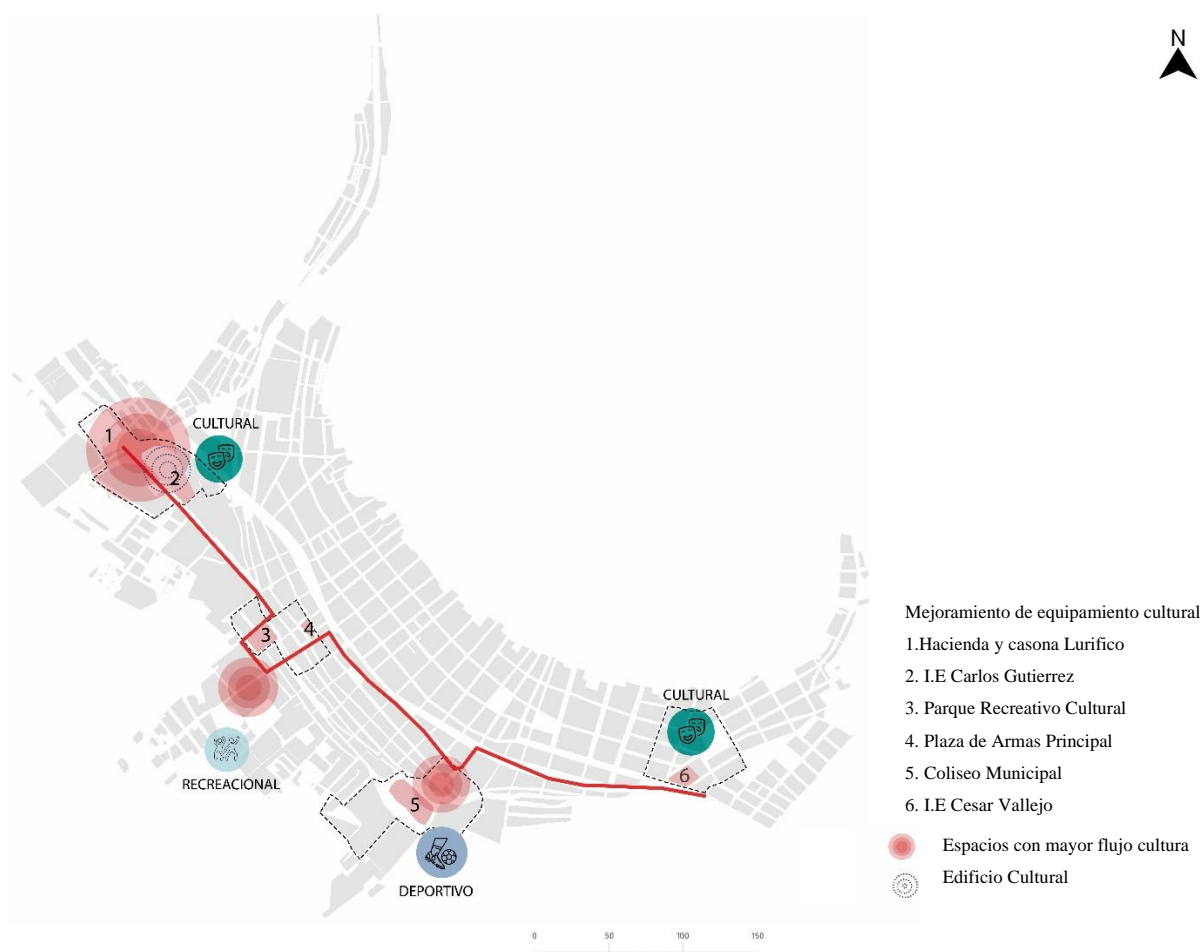 N
CULTURAL
1
2
3
4
RECREACIONAL
CULTURAL
6
5
DEPORTIVO
Mejoramiento de equipamiento cultural
1.Hacienda y casona Lurifico
2. I.E Carlos Gutierrez
3. Parque Recreativo Cultural
4. Plaza de Armas Principal
5. Coliseo Municipal
6. I.E Cesar Vallejo
Espacios con mayor flujo cultura
Edificio Cultural
0 50 100 150